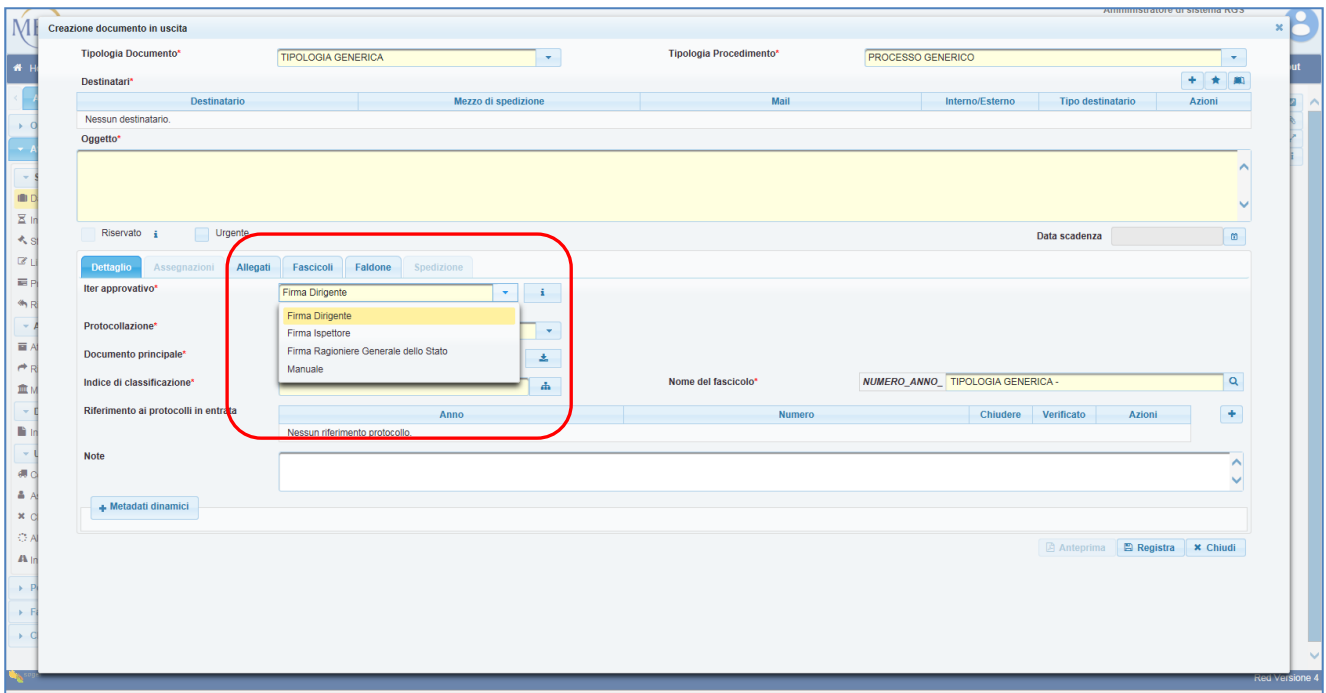 Amministratore di sistema RGS
Creazione documento in uscita
Tipologia Documento* TIPOLOGIA GENERICA Tipologia Procedimento* PROCESSO GENERICO
Destinatari*
Destinatario Mezzo di spedizione Mail Interno/Esterno Tipo destinatario Azioni
Nessun destinatario.
Oggetto*
Riservato i Urgente Data scadenza
Dettaglio Assegnazioni Allegati Fascicoli Faldone Spedizione
Iter approvativo* Firma Dirigente i
Firma Dirigente
Firma Ispettore
Protocollazione*
Firma Ragioniere Generale dello Stato
Documento principale*
Manuale
Indice di classificazione* Nome del fascicolo* NUMERO_ANNO_ TIPOLOGIA GENERICA -
Riferimento ai protocolli in entrata Anno Numero Chiudere Verificato Azioni
Nessun riferimento protocollo.
Note
Metadati dinamici
Anteprima Registra Chiudi
Red Versione 4